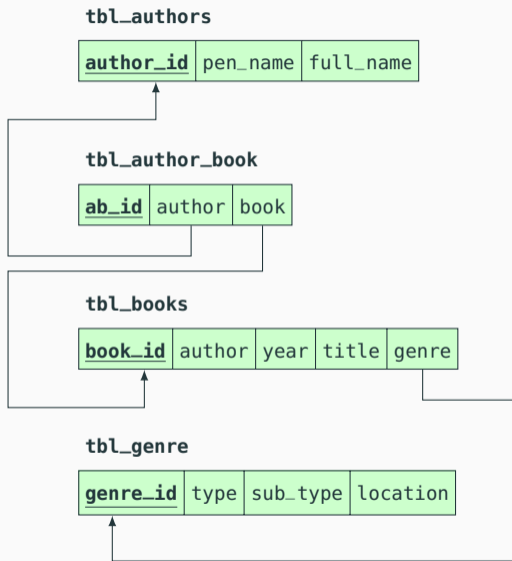 tbl_authors
author_id pen_name full_name
tbl_author_book
ab_id author book
tbl_books
book_id author year title genre
tbl_genre
genre_id type sub_type location